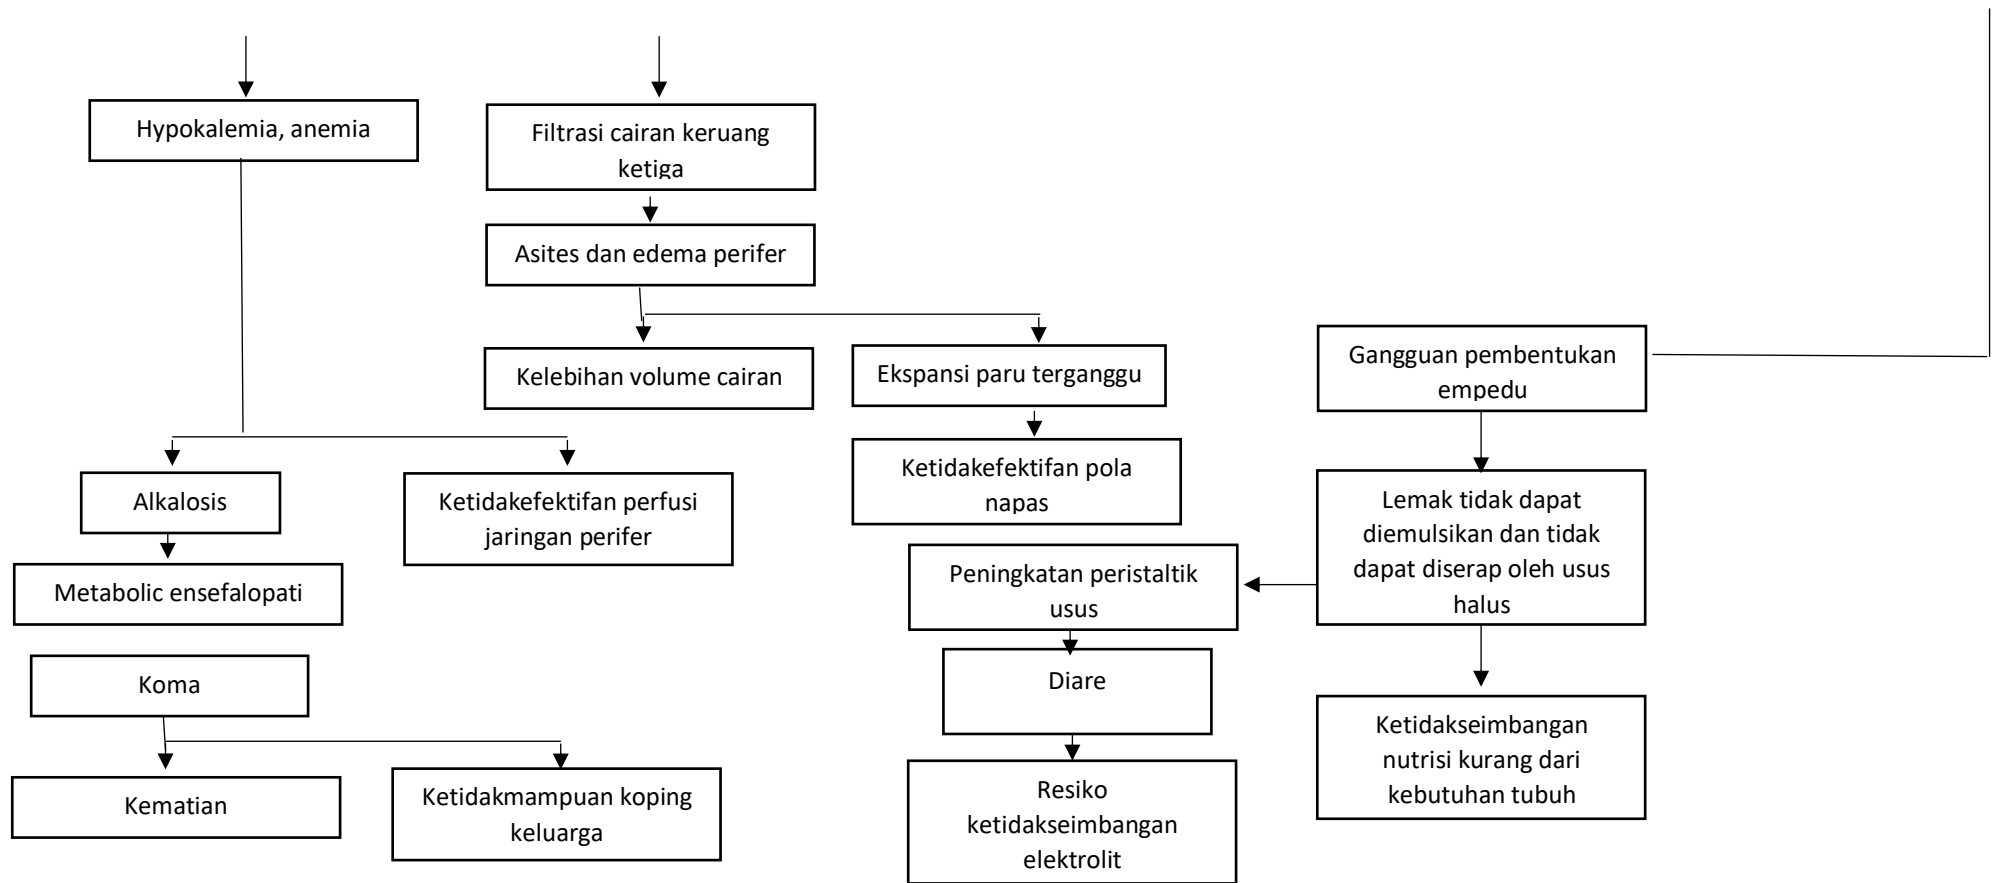 Hypokalemia, anemia
Filtrasi cairan keruang
ketiga
Asites dan edema perifer
Kelebihan volume cairan
Ekspansi paru terganggu
Gangguan pembentukan
empedu
Ketidakefektifan pola
napas
Alkalosis
Ketidakefektifan perfusi
jaringan perifer
Lemak tidak dapat
diemulsikan dan tidak
dapat diserap oleh usus
halus
Metabolic ensefalopati
Peningkatan peristaltik
usus
Koma
Diare
Ketidakseimbangan
nutrisi kurang dari
kebutuhan tubuh
Kematian
Ketidakmampuan koping
keluarga
Resiko
ketidakseimbangan
elektrolit